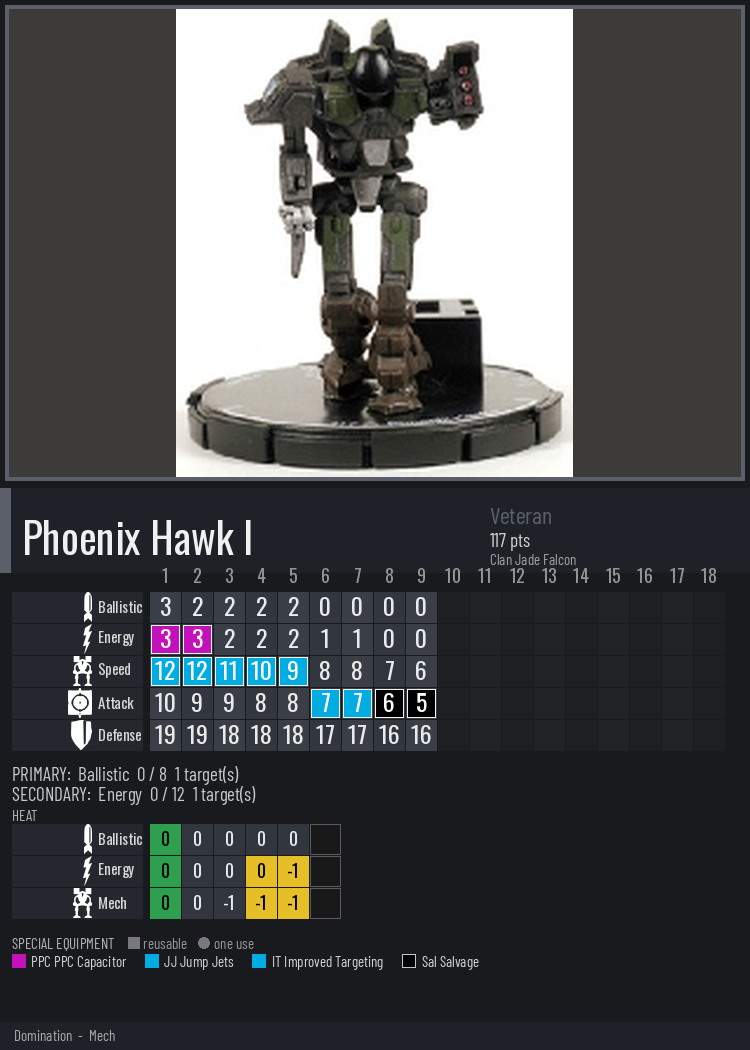 Phoenix Hawk I
Veteran
117 pts
Clan Jade Falcon
1 2 3 4 5 6 7 8 9 10 11 12 13 14 15 16 17 18
Ballistic 3 2 2 2 2 0 0 0 0
Energy 3 3 2 2 2 1 1 0 0
Speed 12 12 11 10 9 8 8 7 6
Attack 10 9 9 8 8 7 7 6 5
Defense 19 19 18 18 18 17 17 16 16
PRIMARY: Ballistic 0 / 8 1 target(s)
SECONDARY: Energy 0 / 12 1 target(s)
HEAT
Ballistic 0 0 0 0 0
Energy 0 0 0 0 -1
Mech 0 0 -1 -1 -1
SPECIAL EQUIPMENT reusable one use
PPC PPC Capacitor JJ Jump Jets IT Improved Targeting Sal Salvage
Domination - Mech